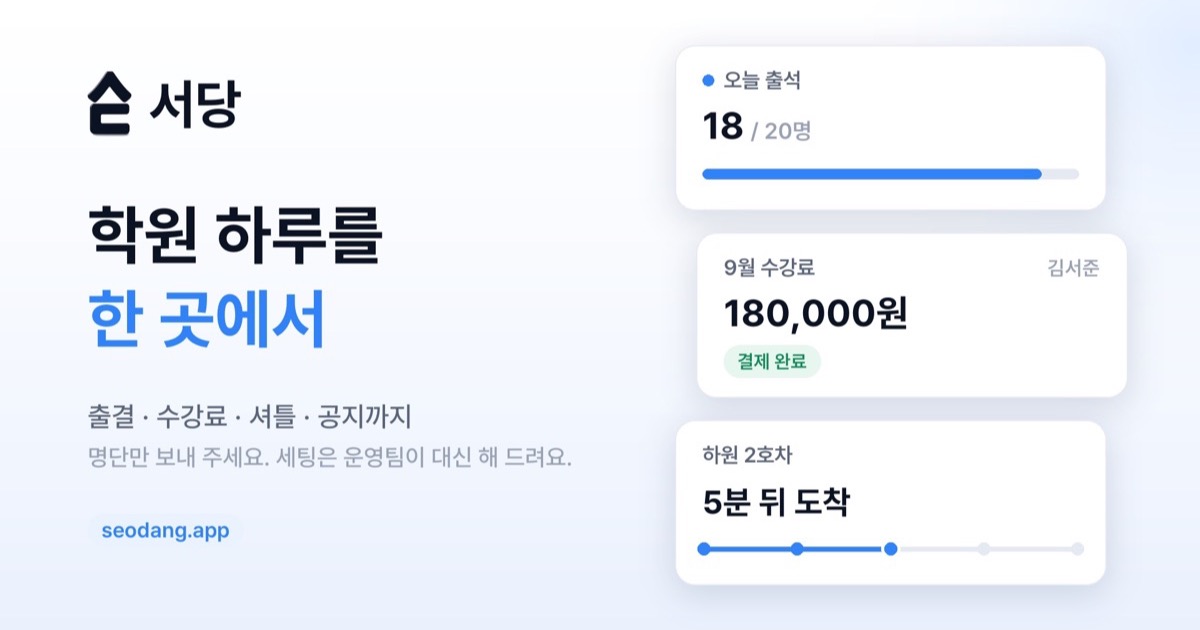 서당
학원 하루를
한 곳에서
출결 · 수강료 · 셔틀 · 공지까지
명단만 보내 주세요. 세팅은 운영팀이 대신 해 드려요.
seodang.app
오늘 출석
18 / 20명
9월 수강료 김서준
180,000원
결제 완료
하원 2호차
5분 뒤 도착